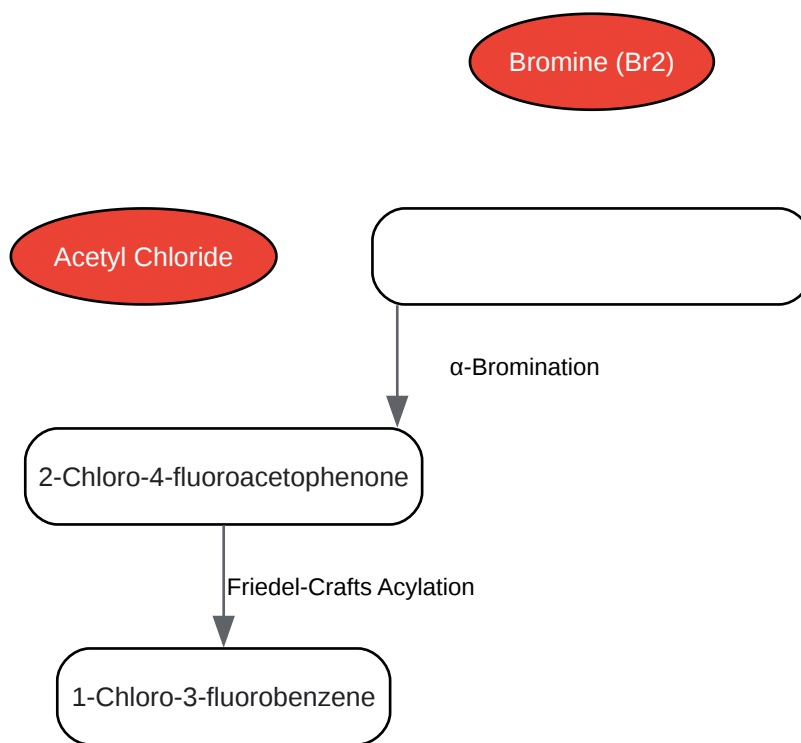 Bromine (Br2)
Acetyl Chloride
α-Bromination
2-Chloro-4-fluoroacetophenone
Friedel-Crafts Acylation
1-Chloro-3-fluorobenzene